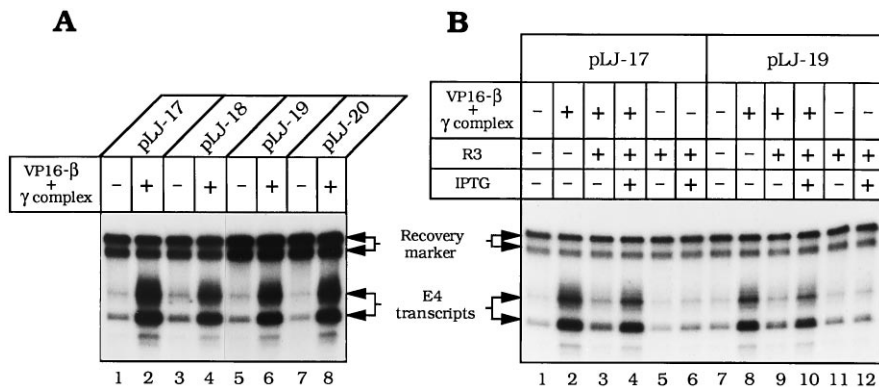 A
pLJ-17 pLJ-18 pLJ-19 pLJ-20
VP16-β
+
γ complex
- + - + - + - +
1 2 3 4 5 6 7 8
Recovery
marker
E4
transcripts
B
pLJ-17 pLJ-19
VP16-β
+
γ complex
- + + + - - - + + + - -
R3 - - + + + + - - + + + +
IPTG - - - + - + - - - + - +
1 2 3 4 5 6 7 8 9 10 11 12